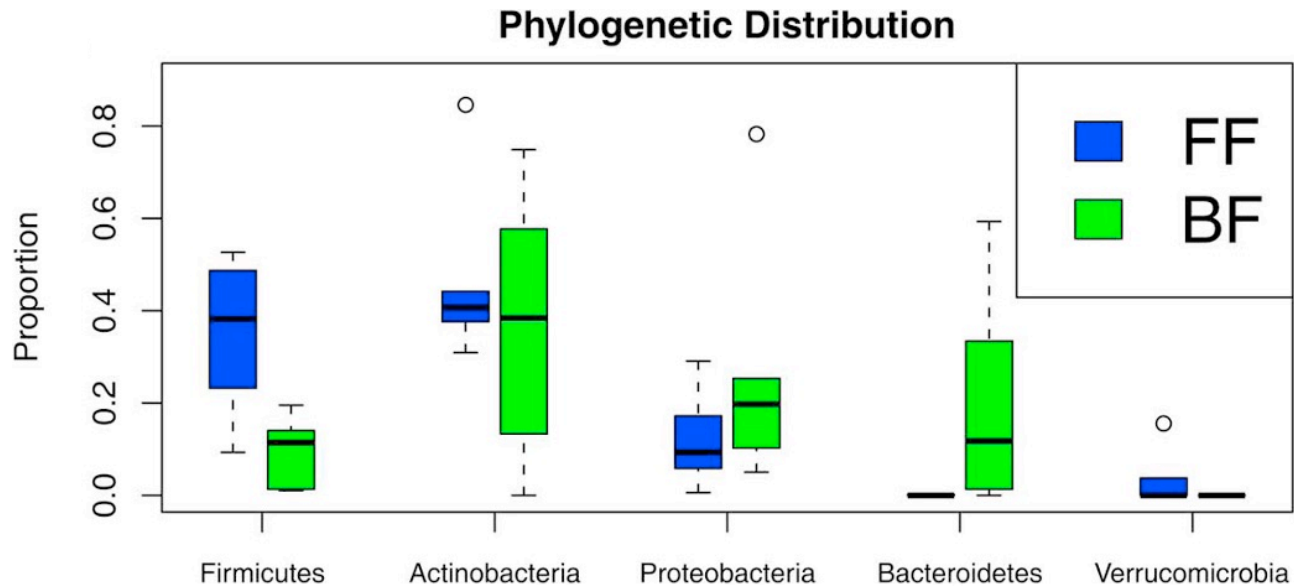 Phylogenetic Distribution
FF
BF
Proportion
0.8
0.6
0.4
0.2
0.0
Firmicutes Actinobacteria Proteobacteria Bacteroidetes Verrucomicrobia